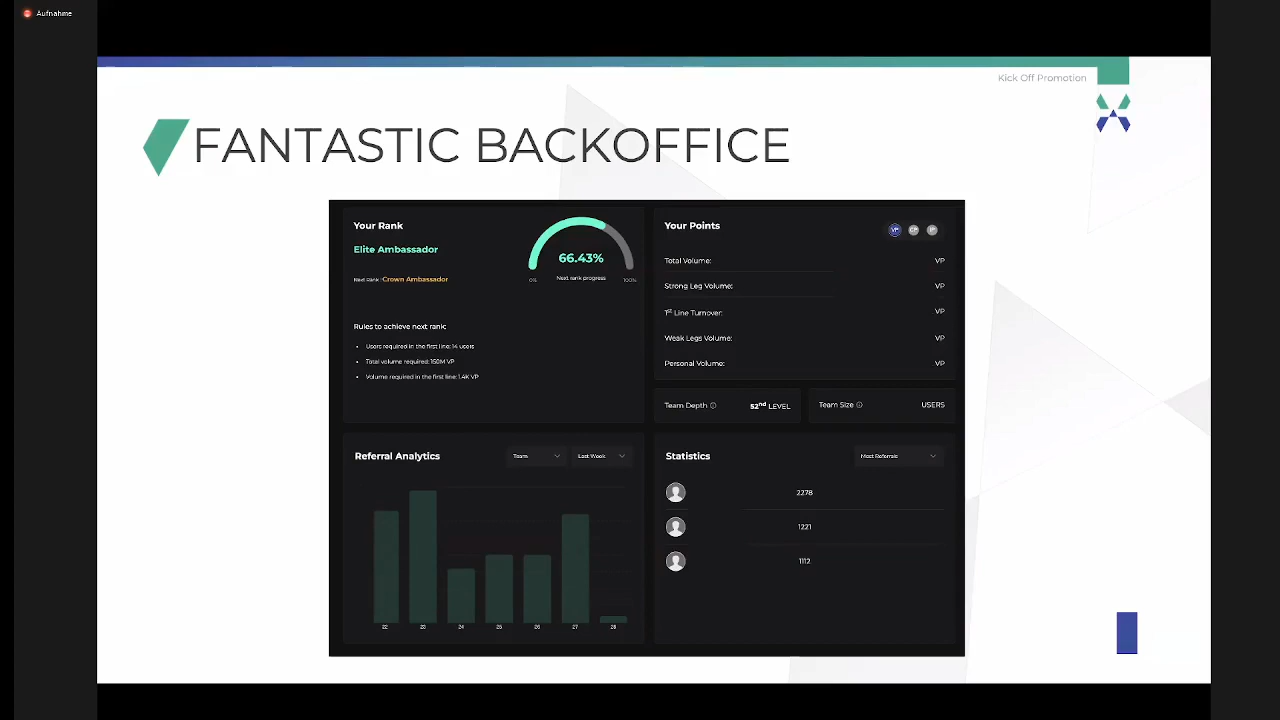 Aufnahme
Kick Off Promotion
FANTASTIC BACKOFFICE
Your Rank
Elite Ambassador
Next Rank: Crown Ambassador
66.43%
Next rank progress
0%
100%
Rules to achieve next rank:
• Users required in the first line: 14 users
• Total volume required: 150M VP
• Volume required in the first line: 1.4K VP
Your Points
VP
Total Volume: VP
Strong Leg Volume: VP
1st Line Turnover: VP
Weak Legs Volume: VP
Personal Volume: VP
Team Depth 52nd LEVEL
Team Size USERS
Referral Analytics
Team
Last Week
22 23 24 25 26 27 28
Statistics
Most Referrals
2278
1221
1112